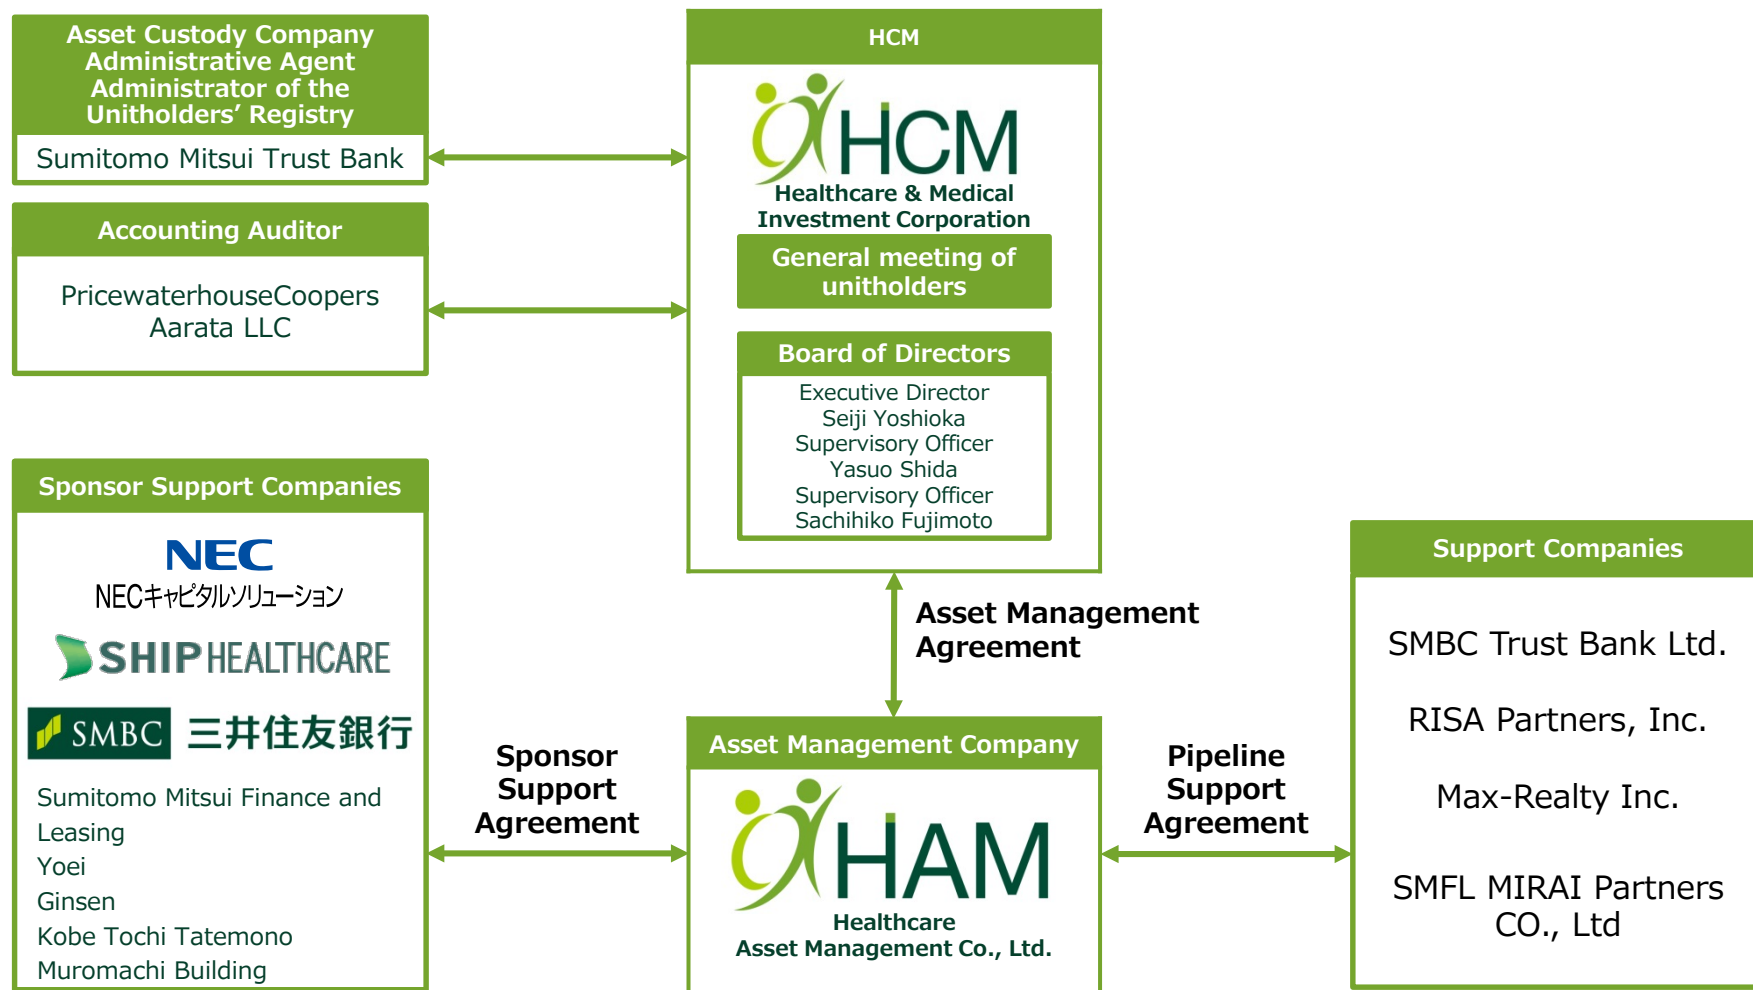 Asset Custody Company
Administrative Agent
Administrator of the
Unitholders’ Registry
Sumitomo Mitsui Trust Bank
Accounting Auditor
PricewaterhouseCoopers
Aarata LLC
HCM
HCM
Healthcare & Medical
Investment Corporation
General meeting of
unitholders
Board of Directors
Executive Director
Seiji Yoshioka
Supervisory Officer
Yasuo Shida
Supervisory Officer
Sachihiko Fujimoto
Sponsor Support Companies
NEC
NECキャピタルソリューション
SHIP HEALTHCARE
SMBC 三井住友銀行
Sumitomo Mitsui Finance and
Leasing
Yoei
Ginsen
Kobe Tochi Tatemono
Muromachi Building
Sponsor
Support
Agreement
Asset Management
Agreement
Asset Management Company
HAM
Healthcare
Asset Management Co., Ltd.
Pipeline
Support
Agreement
Support Companies
SMBC Trust Bank Ltd.
RISA Partners, Inc.
Max-Realty Inc.
SMFL MIRAI Partners
CO., Ltd